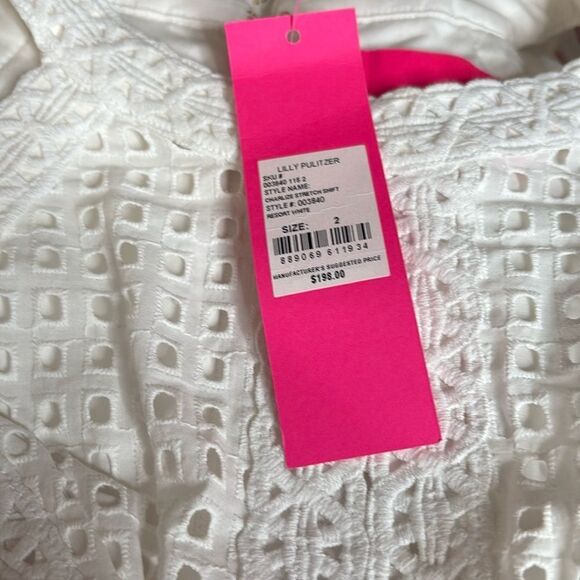 LILLY PULITZER
SKU #
003840 115 2
STYLE NAME:
CHARLIZE STRETCH SHIFT
STYLE #: 003840
RESORT WHITE
SIZE: 2
889069 611934
MANUFACTURER'S SUGGESTED PRICE
$198.00